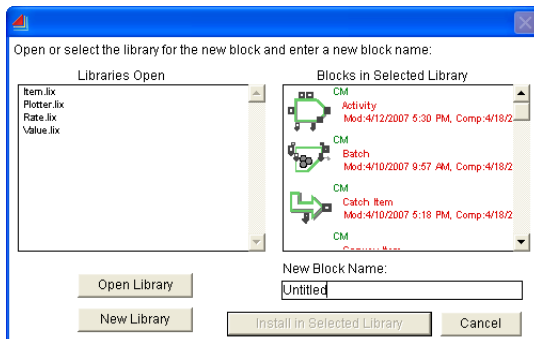 Open or select the library for the new block and enter a new block name:
Libraries Open
Item.lix
Plotter.lix
Rate.lix
Value.lix
Blocks in Selected Library
CM
Activity
Mod:4/12/2007 5:30 PM, Comp:4/18/2
CM
Batch
Mod:4/10/2007 9:57 AM, Comp:4/18/2
CM
Catch Item
Mod:4/10/2007 5:18 PM, Comp:4/18/2
CM
Open Library
New Library
New Block Name:
Untitled
Install in Selected Library
Cancel